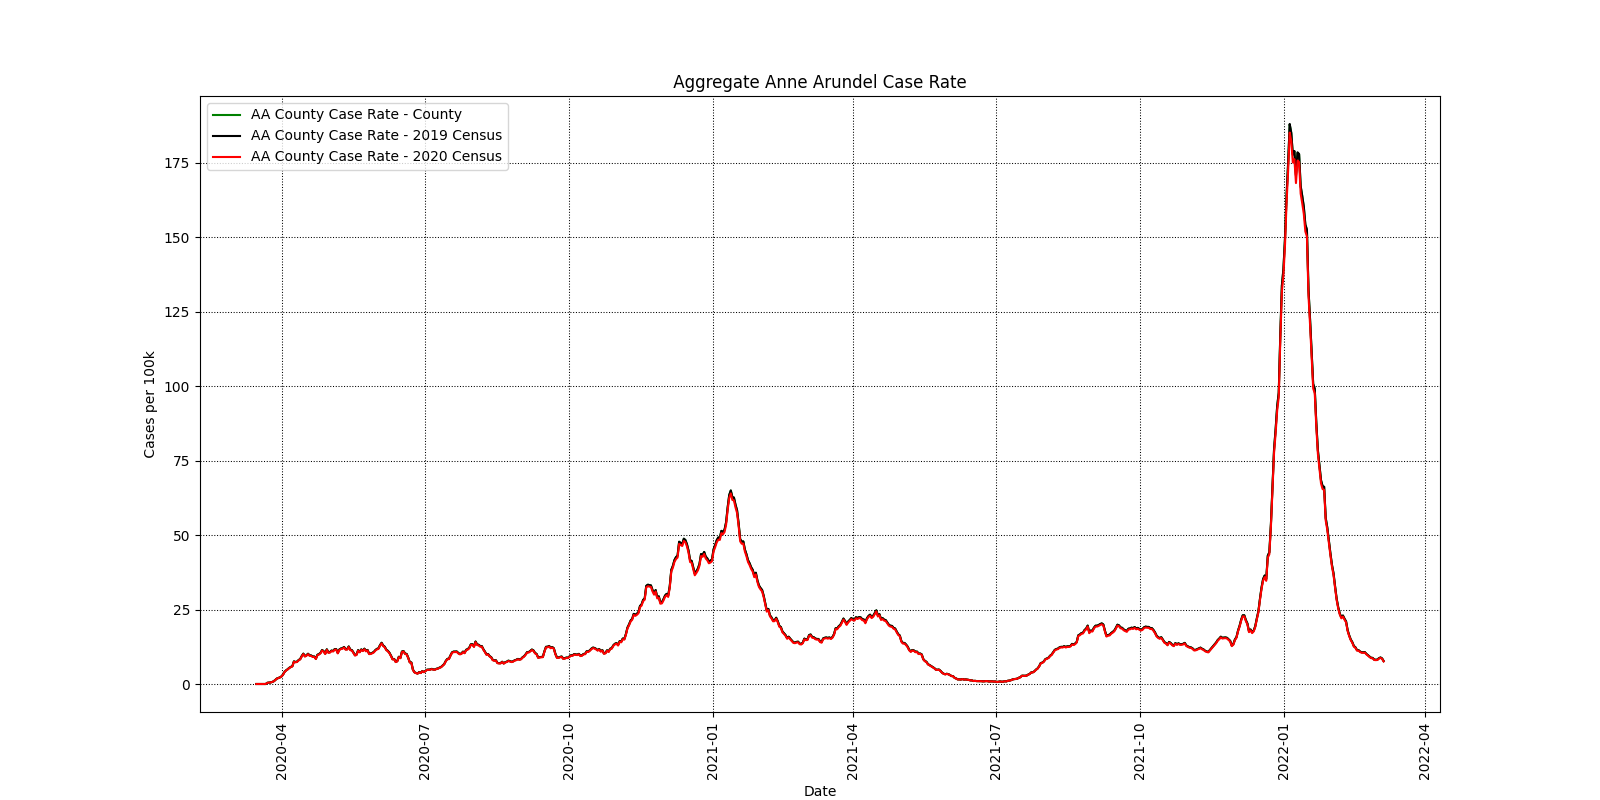 Aggregate Anne Arundel Case Rate
AA County Case Rate - County
AA County Case Rate - 2019 Census
AA County Case Rate - 2020 Census
Cases per 100k
175
150
125
100
75
50
25
0
2020-04
2020-07
2020-10
2021-01
2021-04
2021-07
2021-10
2022-01
2022-04
Date